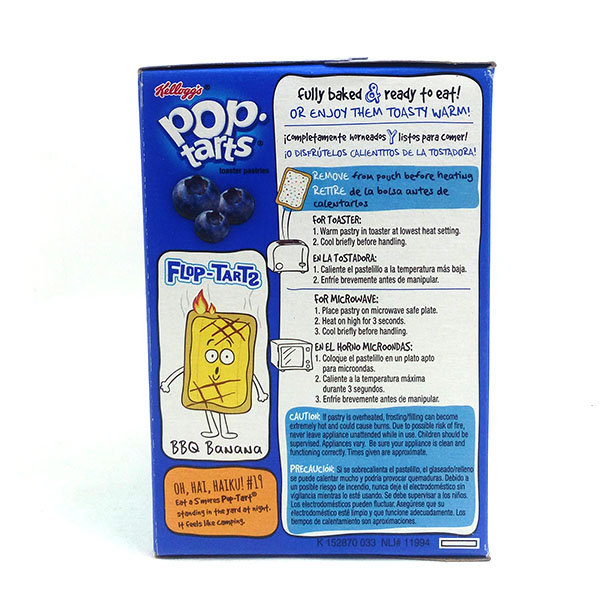 Kellogg's
POP·
tarts®
toaster pastries
FLOP-TARTS
BBQ Banana
OH, HAI, HAIKU! #19
Eat a S'mores Pop-Tart®
standing in the yard at night.
It feels like camping.
fully baked & ready to eat!
OR ENJOY THEM TOASTY WARM!
¡Completamente horneados Y listos para comer!
¡O DISFRÚTELOS CALIENTITOS DE LA TOSTADORA!
REMOVE from pouch before heating
RETIRE de la bolsa antes de
calentarlos
FOR TOASTER:
1. Warm pastry in toaster at lowest heat setting.
2. Cool briefly before handling.
EN LA TOSTADORA:
1. Caliente el pastelillo a la temperatura más baja.
2. Enfríe brevemente antes de manipular.
FOR MICROWAVE:
1. Place pastry on microwave safe plate.
2. Heat on high for 3 seconds.
3. Cool briefly before handling.
EN EL HORNO MICROONDAS:
1. Coloque el pastelillo en un plato apto
para microondas.
2. Caliente a la temperatura máxima
durante 3 segundos.
3. Enfríe brevemente antes de manipular.
CAUTION: If pastry is overheated, frosting/filling can become
extremely hot and could cause burns. Due to possible risk of fire,
never leave appliance unattended while in use. Children should be
supervised. Appliances vary. Be sure your appliance is clean and
functioning correctly. Times given are approximate.
PRECAUCIÓN: Si se sobrecalienta el pastelillo, el glaseado/relleno
se puede calentar mucho y podría provocar quemaduras. Debido a
un posible riesgo de incendio, nunca deje el electrodoméstico sin
vigilancia mientras lo esté usando. Se debe supervisar a los niños.
Los electrodomésticos pueden fluctuar. Asegúrese que su
electrodoméstico esté limpio y que funcione adecuadamente. Los
tiempos de calentamiento son aproximaciones.
K 152870 033 NLI# 11994